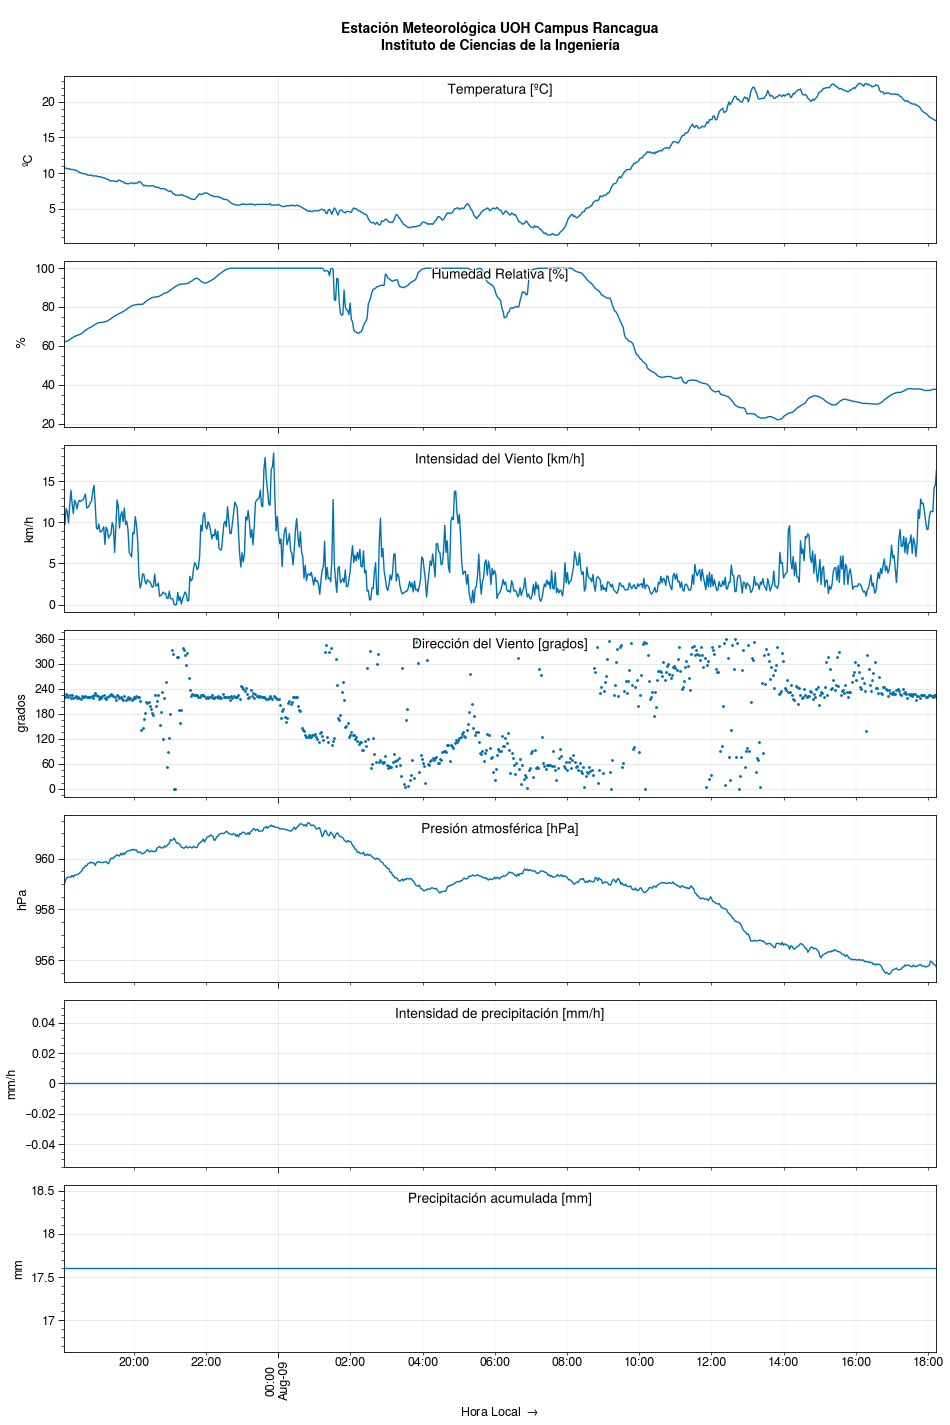 Estación Meteorológica UOH Campus Rancagua
Instituto de Ciencias de la Ingeniería
Temperatura [ºC]
ºC
20
15
10
5
Humedad Relativa [%]
%
100
80
60
40
20
Intensidad del Viento [km/h]
km/h
15
10
5
0
Dirección del Viento [grados]
grados
360
300
240
180
120
60
0
Presión atmosférica [hPa]
hPa
960
958
956
Intensidad de precipitación [mm/h]
mm/h
0.04
0.02
0
−0.02
−0.04
Precipitación acumulada [mm]
mm
18.5
18
17.5
17
20:00 22:00 00:00 02:00 04:00 06:00 08:00 10:00 12:00 14:00 16:00 18:00
Aug-09
Hora Local →